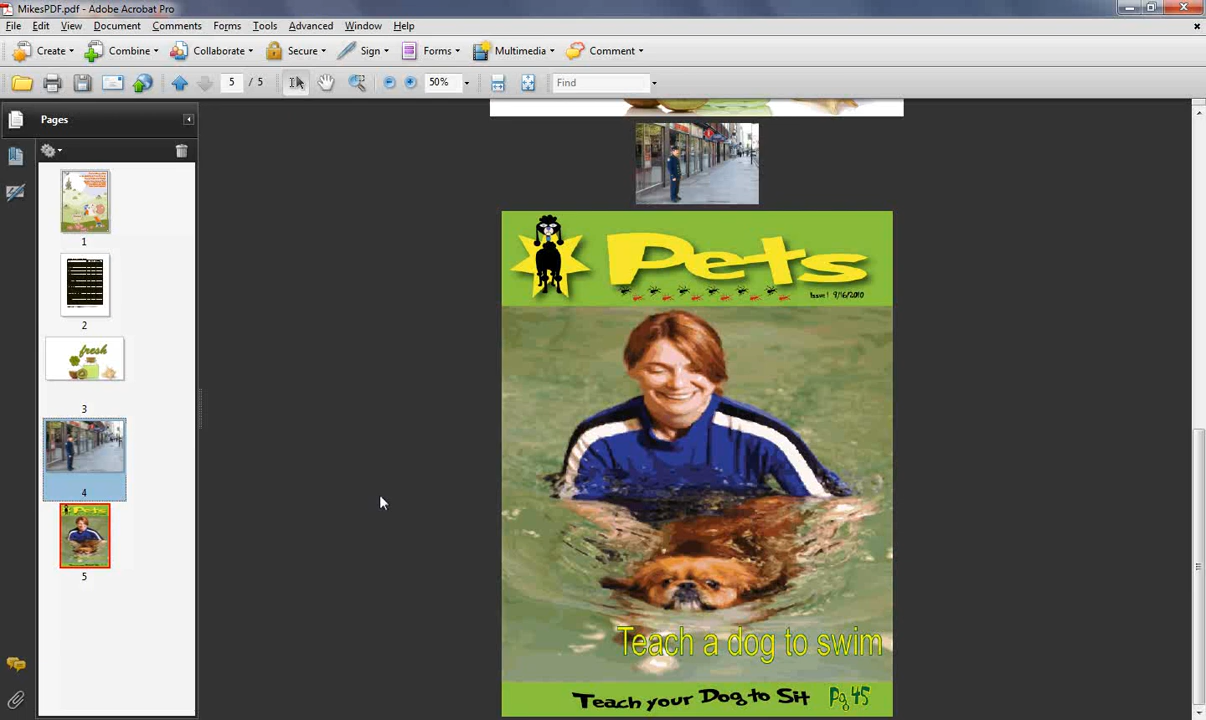 MikesPDF.pdf - Adobe Acrobat Pro
File Edit View Document Comments Forms Tools Advanced Window Help
Create Combine Collaborate Secure Sign Forms Multimedia Comment
5 / 5 50% Find
Pages
1
2
fresh
3
4
Pets
5
Pets
Issue 1 9/16/2010
Teach a dog to swim
Teach your Dog to Sit Pg 45